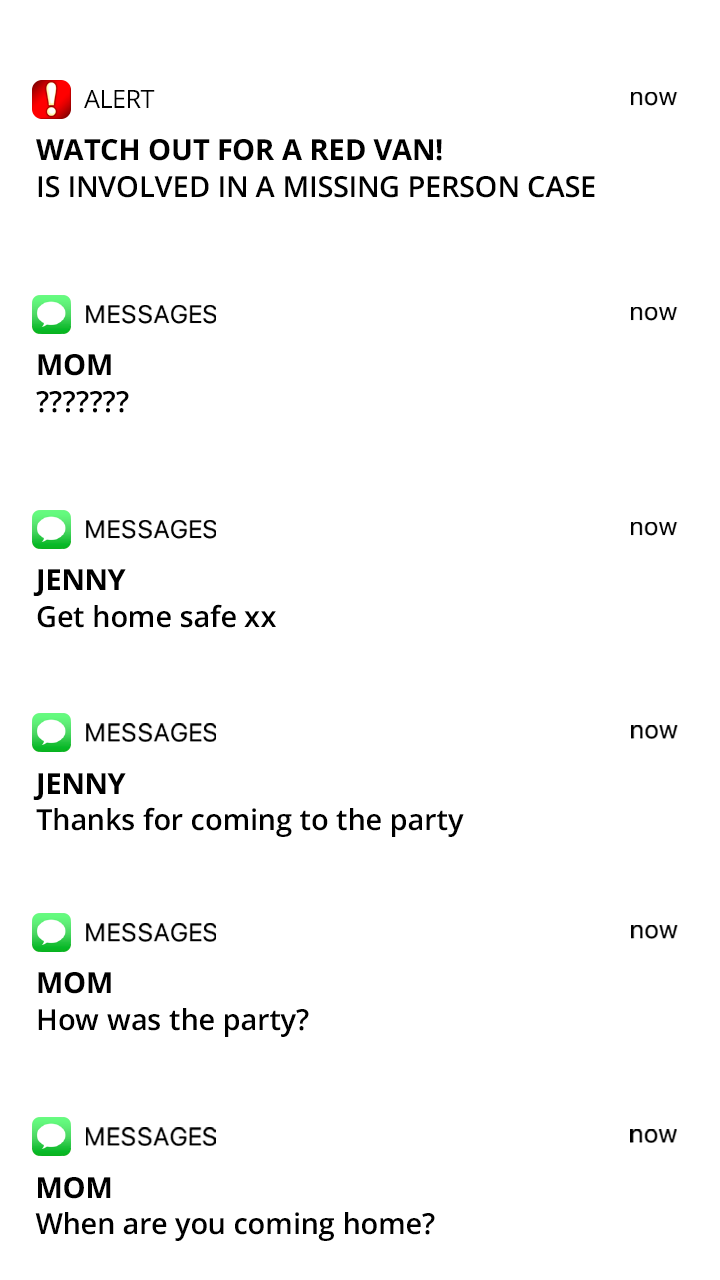 ALERT now
WATCH OUT FOR A RED VAN!
IS INVOLVED IN A MISSING PERSON CASE
MESSAGES now
MOM
???????
MESSAGES now
JENNY
Get home safe xx
MESSAGES now
JENNY
Thanks for coming to the party
MESSAGES now
MOM
How was the party?
MESSAGES now
MOM
When are you coming home?